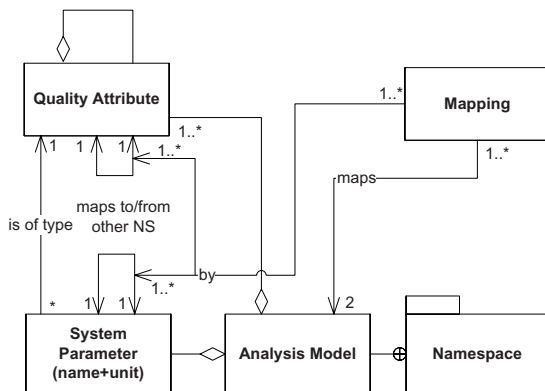 Quality Attribute
Mapping
1..*
1..*
1
1
1
1..*
1..*
maps
maps to/from
other NS
is of type
by
1..*
1
1
*
2
System
Parameter
(name+unit)
Analysis Model
Namespace